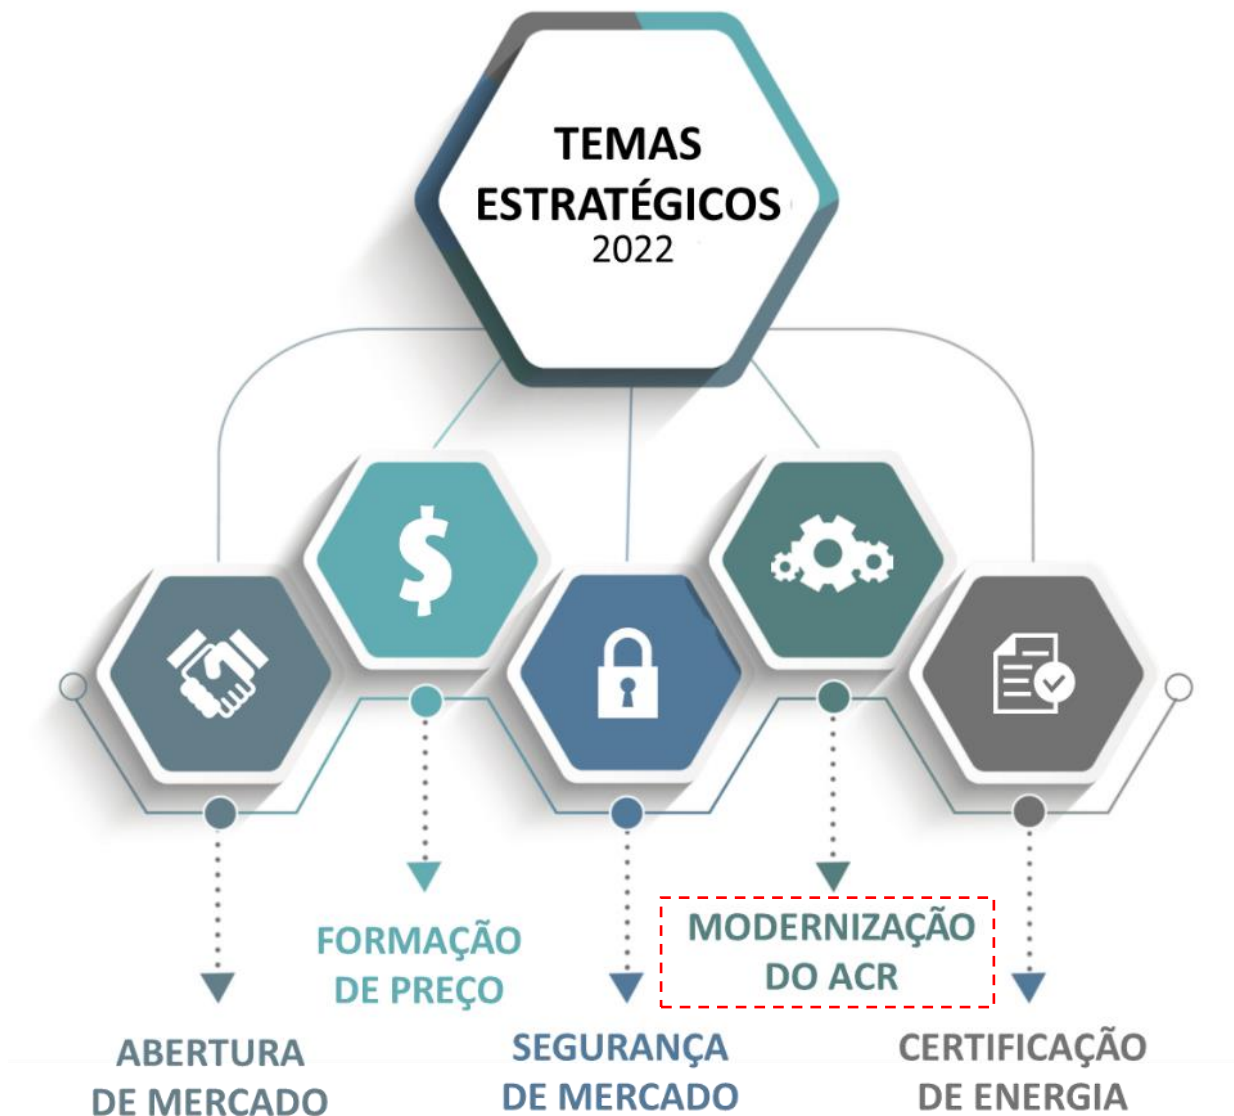 TEMAS
ESTRATÉGICOS
2022
$
ABERTURA
DE MERCADO
FORMAÇÃO
DE PREÇO
SEGURANÇA
DE MERCADO
MODERNIZAÇÃO
DO ACR
CERTIFICAÇÃO
DE ENERGIA